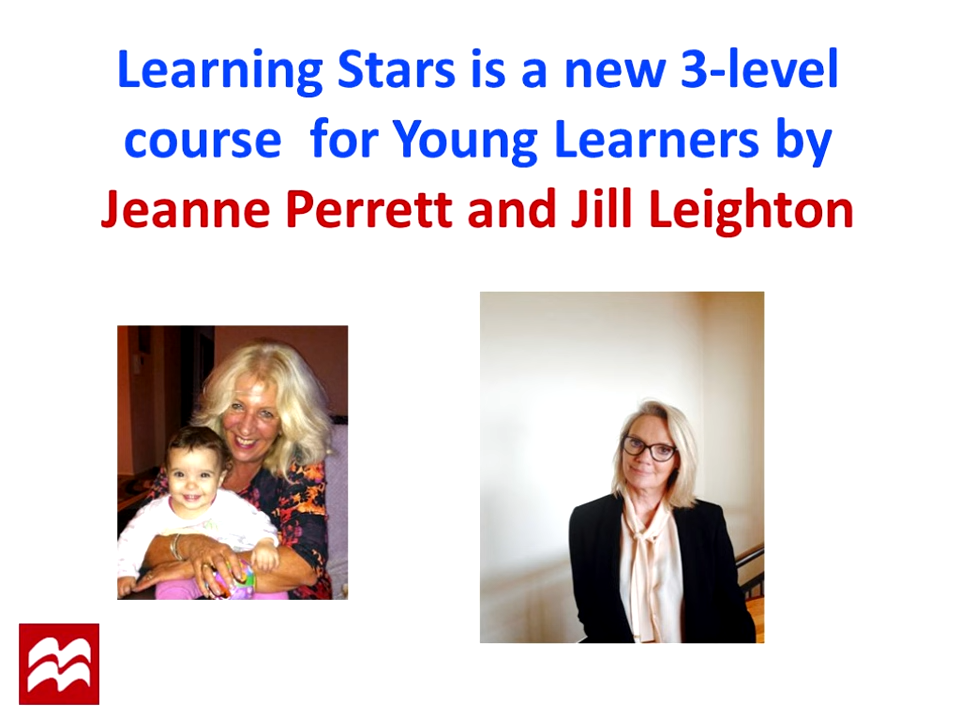 Learning Stars is a new 3-level
course  for Young Learners by
Jeanne Perrett and Jill Leighton